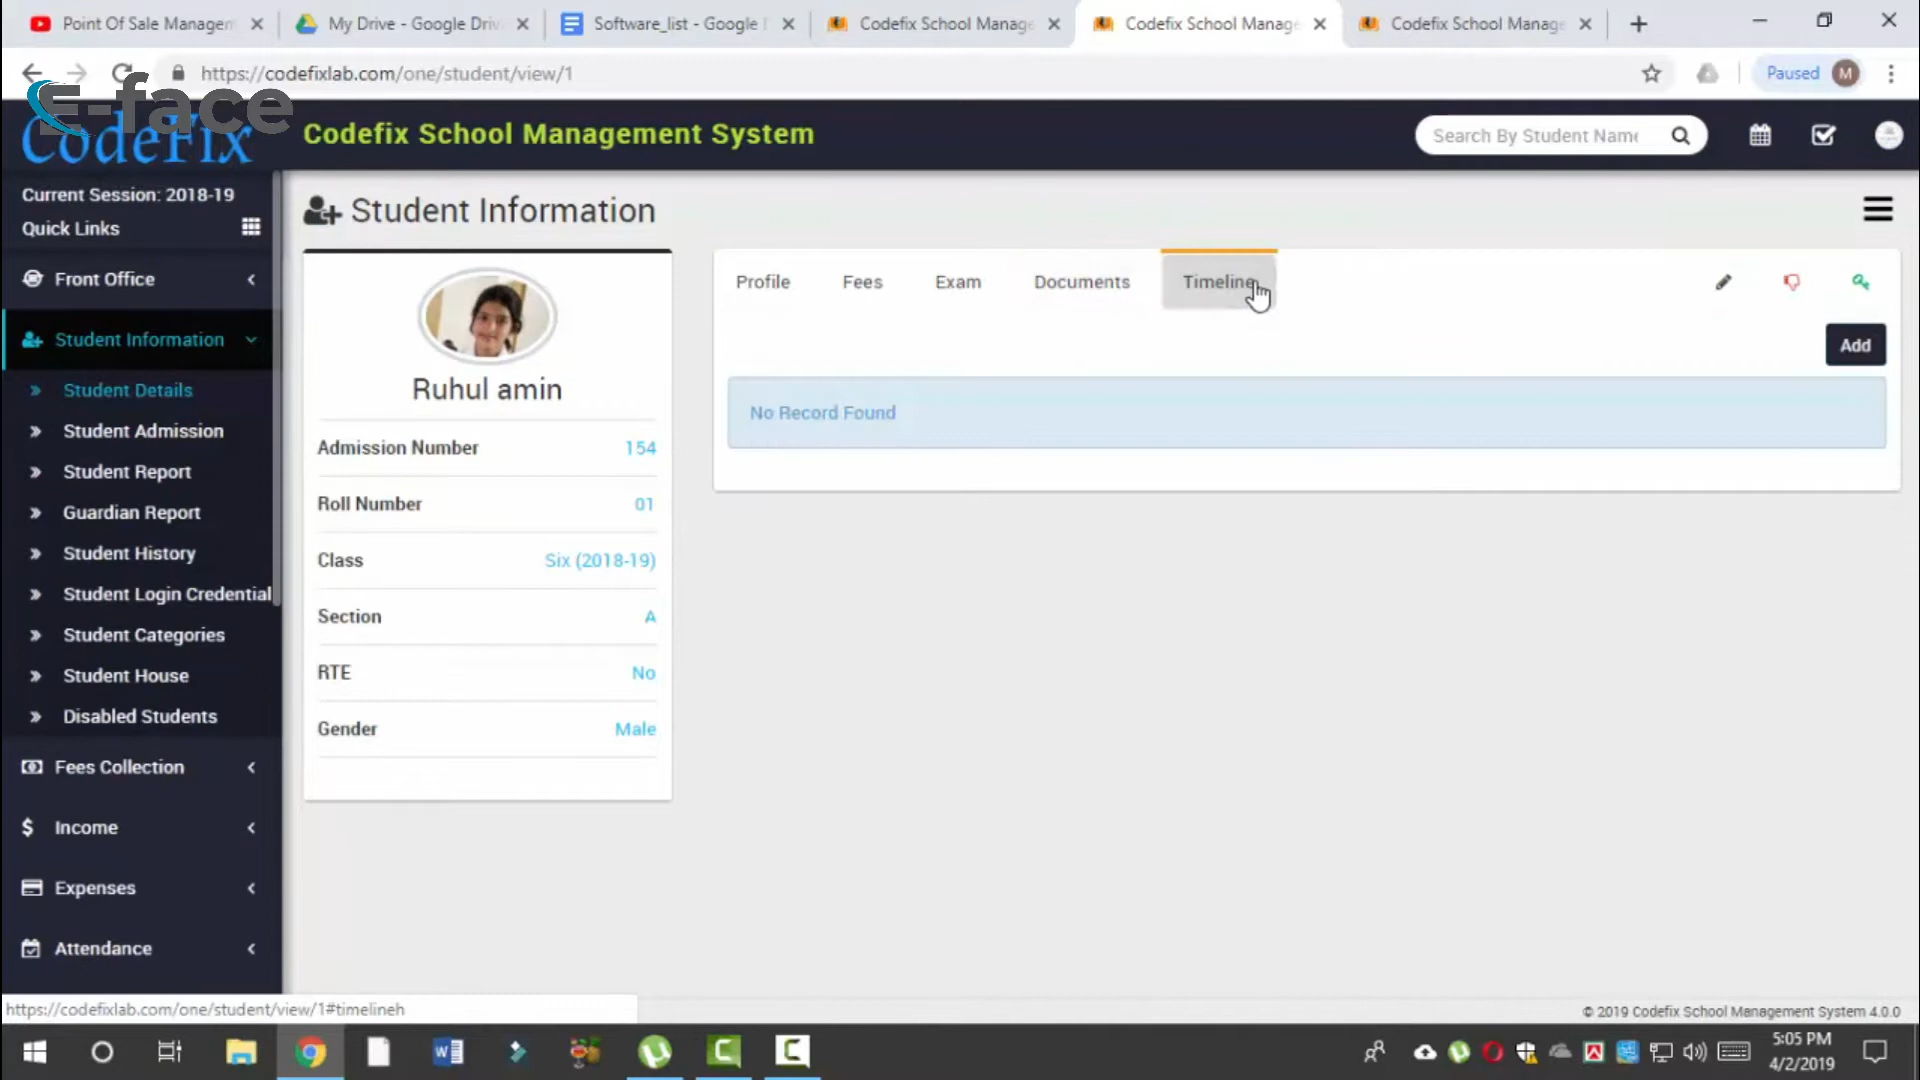 Point Of Sale Managem
My Drive - Google Driv
Software_list - Google
Codefix School Manage
Codefix School Manage
Codefix School Manage
https://codefixlab.com/one/student/view/1
Paused
M
E-face
CodeFix
Codefix School Management System
Search By Student Name
Current Session: 2018-19
Quick Links
Front Office
Student Information
Student Details
Student Admission
Student Report
Guardian Report
Student History
Student Login Credential
Student Categories
Student House
Disabled Students
Fees Collection
Income
Expenses
Attendance
Student Information
Ruhul amin
Admission Number 154
Roll Number 01
Class Six (2018-19)
Section A
RTE No
Gender Male
Profile Fees Exam Documents Timeline
Add
No Record Found
https://codefixlab.com/one/student/view/1#timelineh
© 2019 Codefix School Management System 4.0.0
5:05 PM
4/2/2019